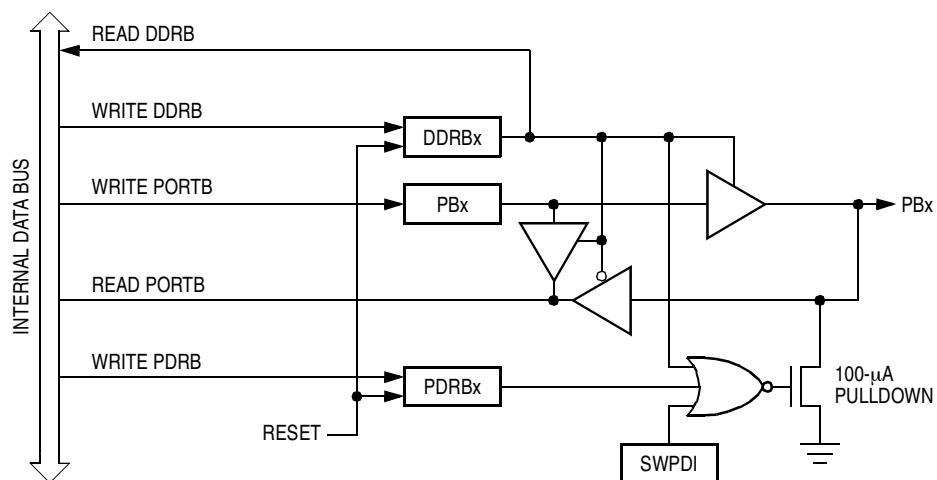 READ DDRB
WRITE DDRB
DDRBx
WRITE PORTB
PBx
PBx
INTERNAL DATA BUS
READ PORTB
WRITE PDRB
PDRBx
100-µA
PULLDOWN
RESET
SWPDI